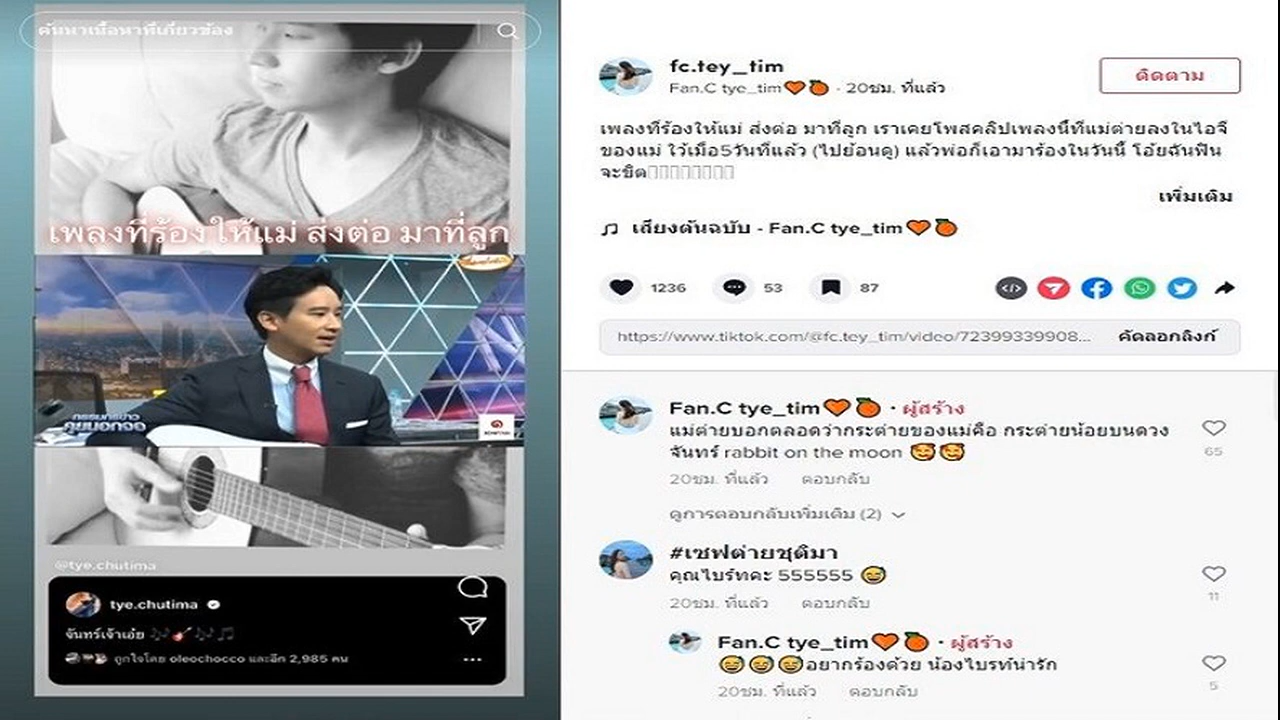 ค้นหาเนื้อหาที่เกี่ยวข้อง
เพลงที่ร้องให้แม่ ส่งต่อ มาที่ลูก
กรรมกรข่าว
คุยนอกจอ
@tye.chutima
tye.chutima
จันทร์เจ้าเอ๋ย
ถูกใจโดย oleochocco และอีก 2,985 คน
fc.tey_tim
Fan.C tye_tim🧡🍊 · 20ชม. ที่แล้ว
ติดตาม
เพลงที่ร้องให้แม่ ส่งต่อ มาที่ลูก เราเคยโพสคลิปเพลงนี้ที่แม่ต่ายลงในไอจี
ของแม่ ใว้เมื่อ5วันที่แล้ว (ไปย้อนดู) แล้วพ่อก็เอามาร้องในวันนี้ โอ้ยฉันฟิน
จะขิต
เพิ่มเติม
♫ เสียงต้นฉบับ - Fan.C tye_tim🧡🍊
1236 53 87
https://www.tiktok.com/@fc.tey_tim/video/72399339908... คัดลอกลิงก์
Fan.C tye_tim🧡🍊 · ผู้สร้าง
แม่ต่ายบอกตลอดว่ากระต่ายของแม่คือ กระต่ายน้อยบนดวง
จันทร์ rabbit on the moon 🥰🥰
65
20ชม. ที่แล้ว ตอบกลับ
ดูการตอบกลับเพิ่มเติม (2)
#เชฟต่ายชุติมา
คุณไบร์ทคะ 555555 😅
11
20ชม. ที่แล้ว ตอบกลับ
Fan.C tye_tim🧡🍊 · ผู้สร้าง
😅😅😅อยากร้องด้วย น้องไบรท์น่ารัก
5
20ชม. ที่แล้ว ตอบกลับ